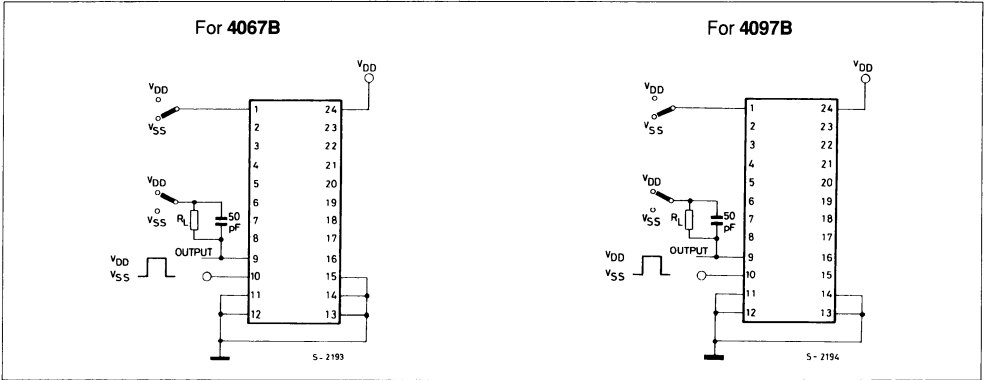 For 4067B
VDD
VDD
VSS
1 24
2 23
3 22
4 21
5 20
6 19
7 18
8 17
9 16
10 15
11 14
12 13
VDD
VSS
RL
50
pF
OUTPUT
VDD
VSS
S-2193
For 4097B
VDD
VDD
VSS
1 24
2 23
3 22
4 21
5 20
6 19
7 18
8 17
9 16
10 15
11 14
12 13
VDD
VSS
RL
50
pF
OUTPUT
VDD
VSS
S-2194